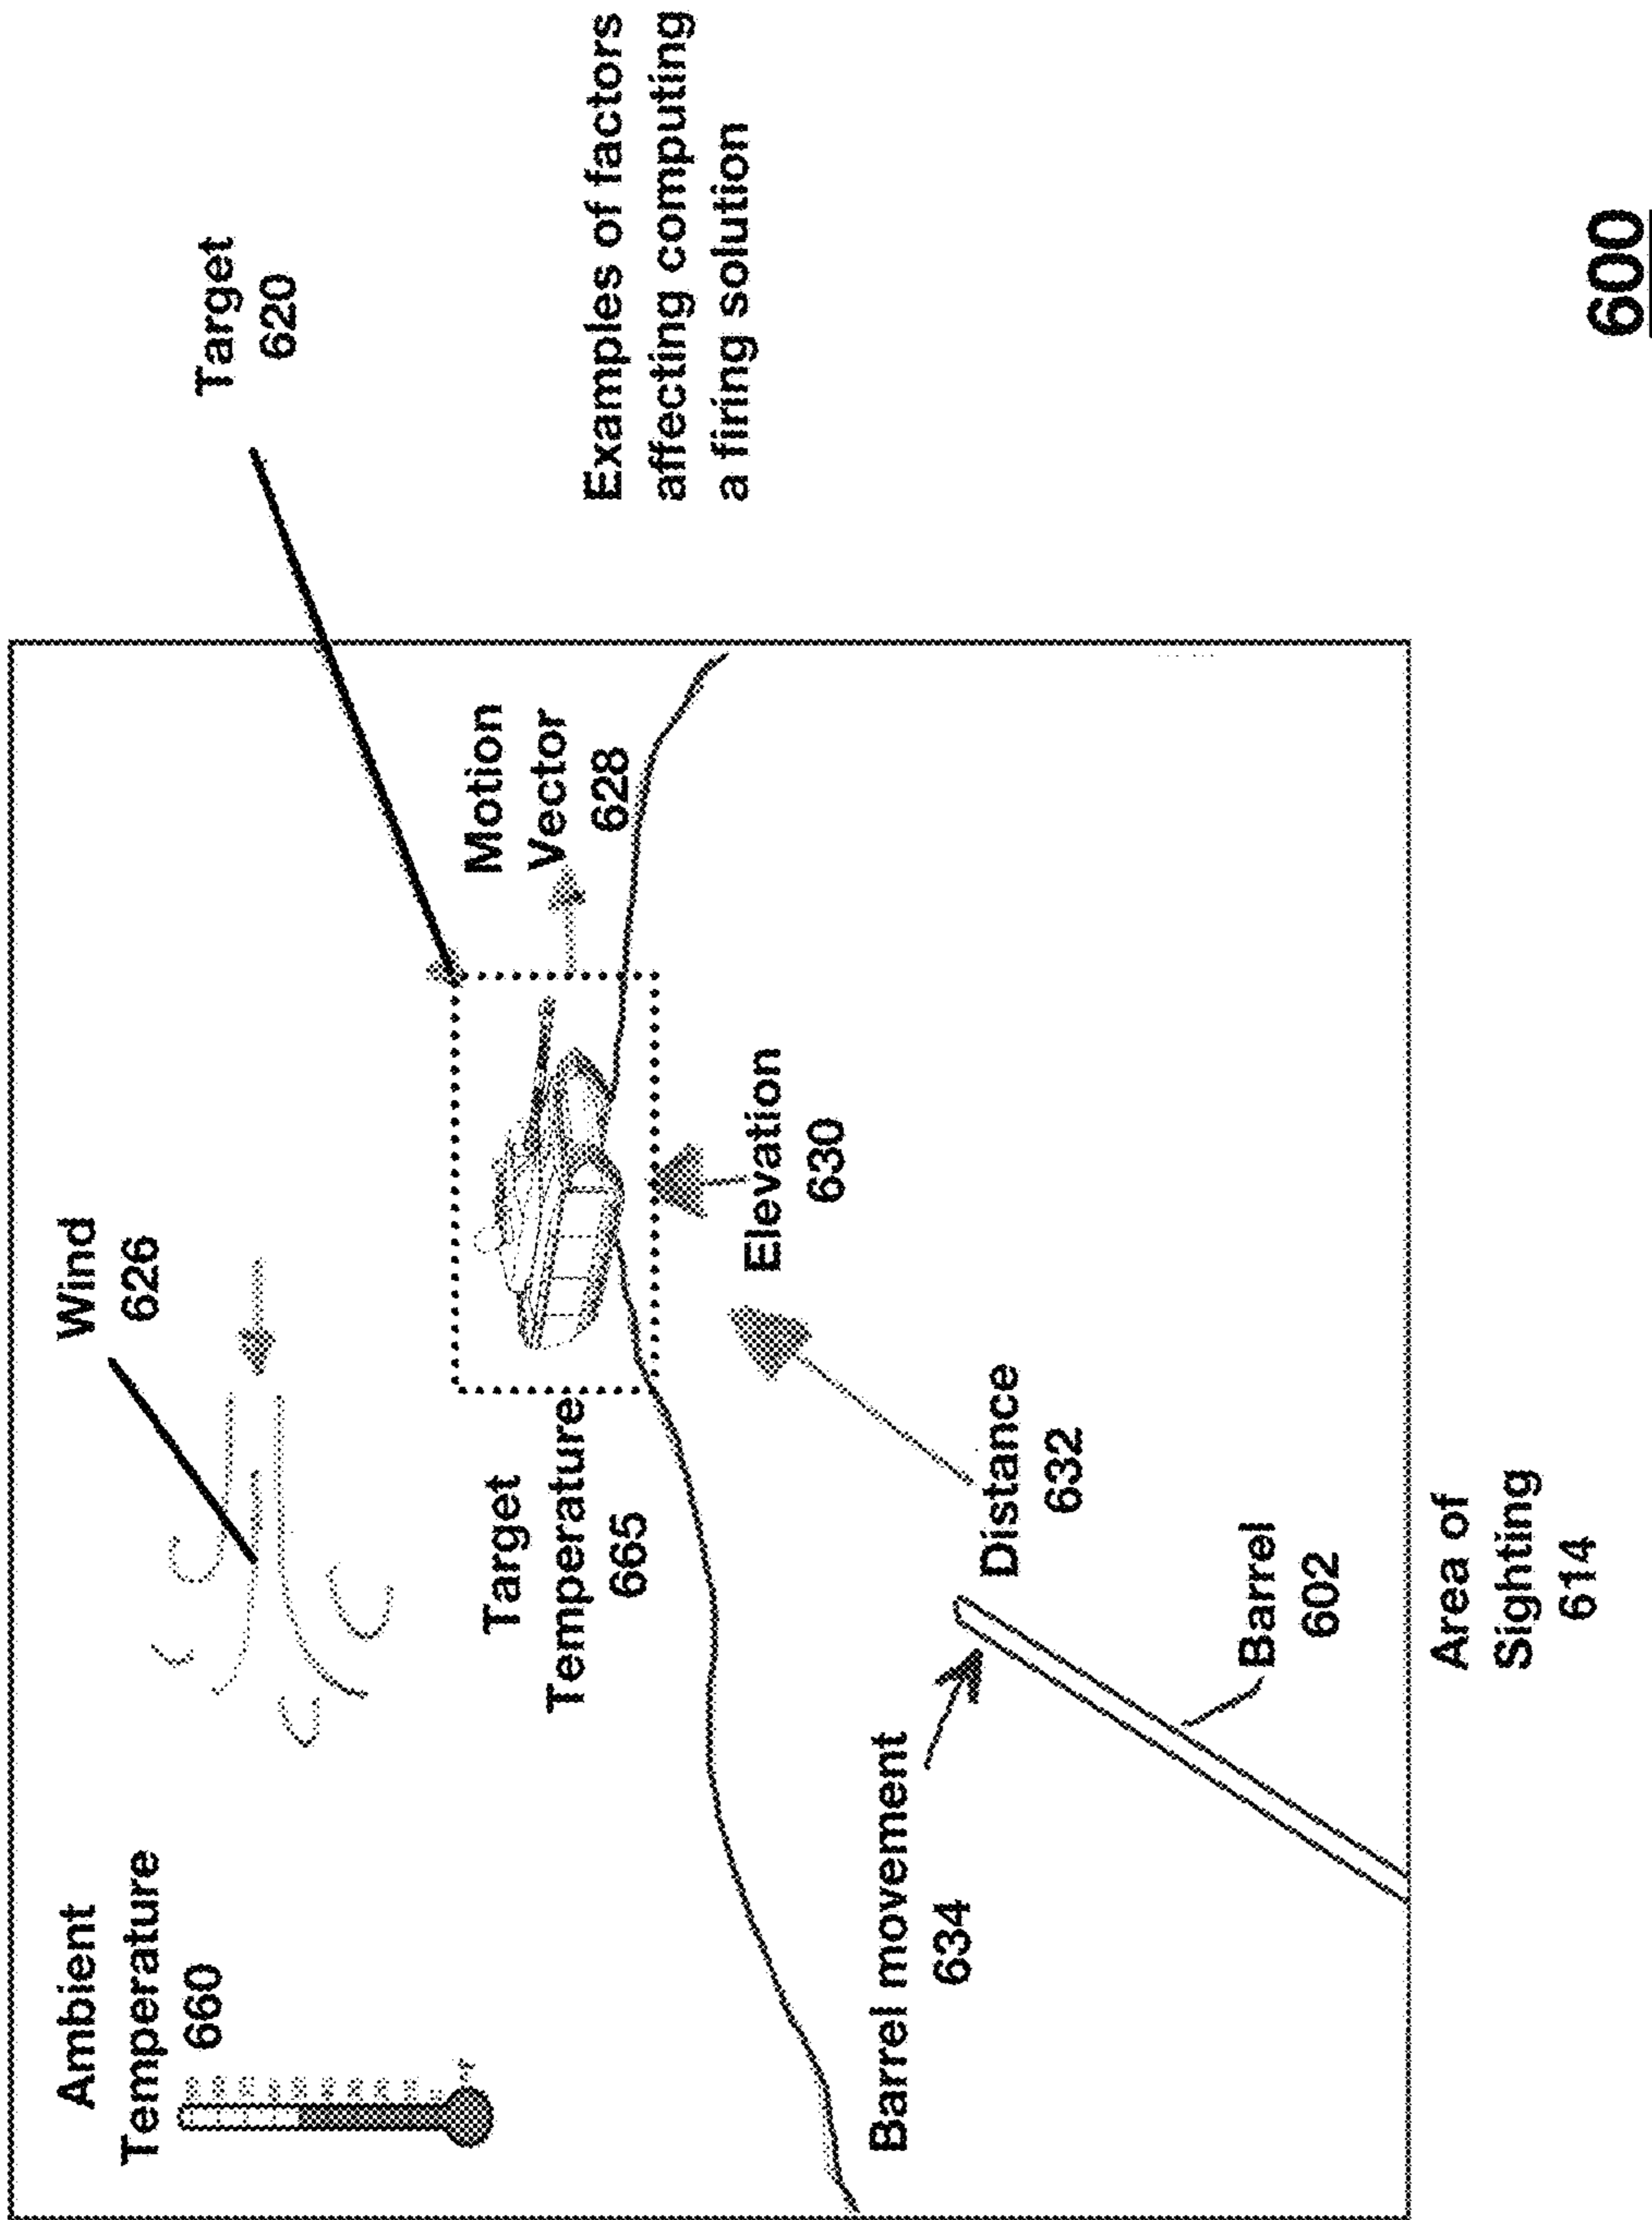 Ambient
Temperature
660
Wind
626
Target
620
Target
Temperature
665
Motion
Vector
628
Examples of factors
affecting computing
a firing solution
Elevation
630
Barrel movement
634
Distance
632
Barrel
602
Area of
Sighting
614
600